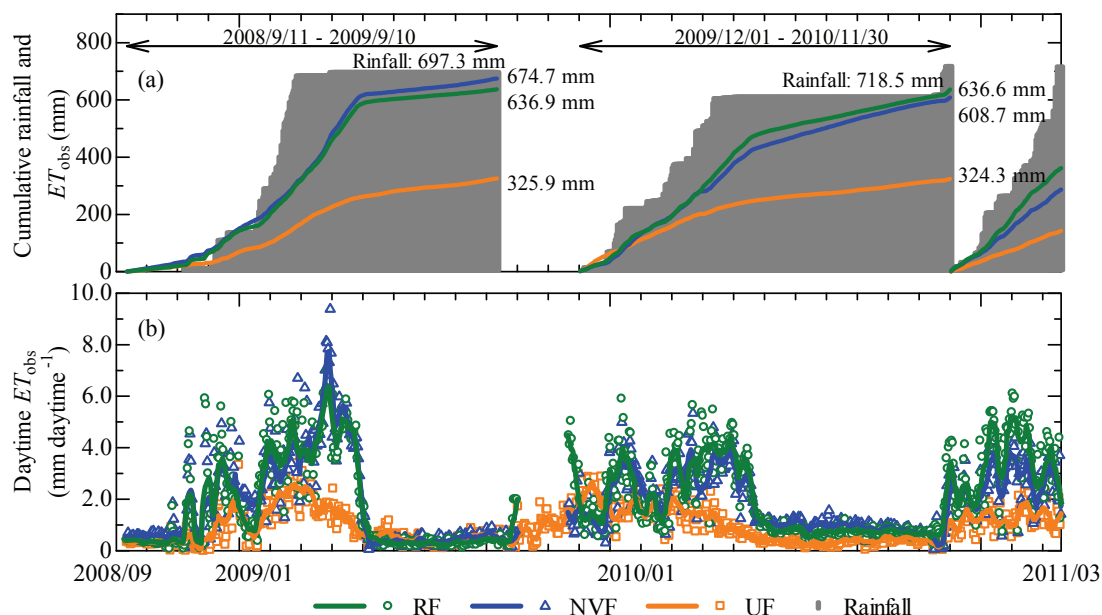 800
600
400
200
0
Cumulative rainfall and
ETobs (mm)
(a)
2008/9/11 - 2009/9/10
Rinfall: 697.3 mm
674.7 mm
636.9 mm
325.9 mm
2009/12/01 - 2010/11/30
Rainfall: 718.5 mm
636.6 mm
608.7 mm
324.3 mm
10.0
8.0
6.0
4.0
2.0
0
Daytime ETobs
(mm daytime -1)
(b)
2008/09 2009/01 2010/01 2011/03
RF NVF UF Rainfall